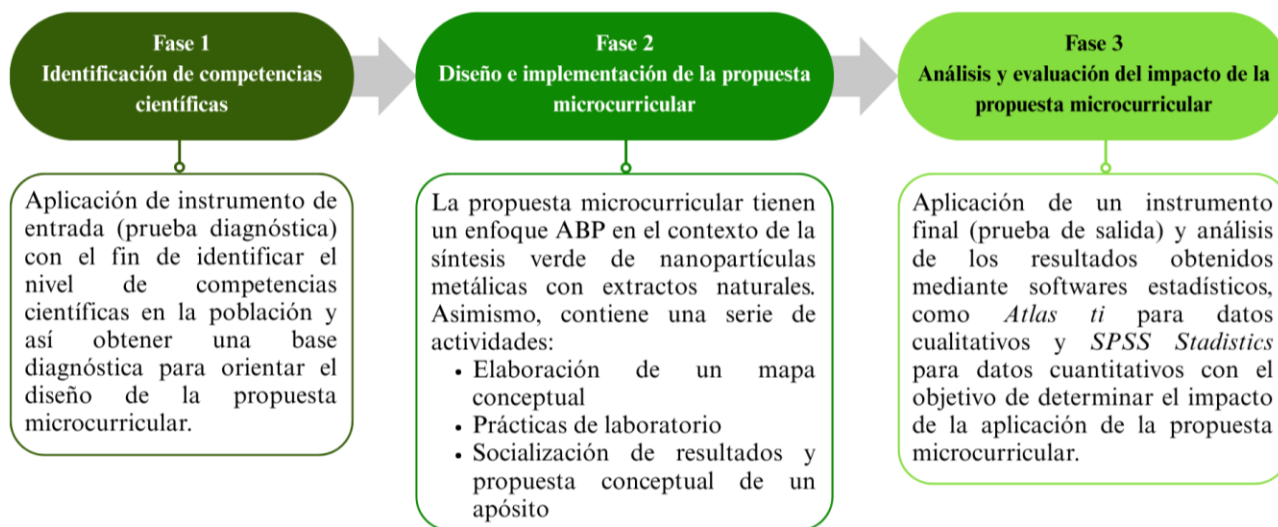 Fase 1
Identificación de competencias
científicas
Aplicación de instrumento de
entrada (prueba diagnóstica)
con el fin de identificar el
nivel de competencias
científicas en la población y
así obtener una base
diagnóstica para orientar el
diseño de la propuesta
microcurricular.
Fase 2
Diseño e implementación de la propuesta
microcurricular
La propuesta microcurricular tienen
un enfoque ABP en el contexto de la
síntesis verde de nanopartículas
metálicas con extractos naturales.
Asimismo, contiene una serie de
actividades:
• Elaboración de un mapa
conceptual
• Prácticas de laboratorio
• Socialización de resultados y
propuesta conceptual de un
apósito
Fase 3
Análisis y evaluación del impacto de la
propuesta microcurricular
Aplicación de un instrumento
final (prueba de salida) y análisis
de los resultados obtenidos
mediante softwares estadísticos,
como Atlas ti para datos
cualitativos y SPSS Stadistics
para datos cuantitativos con el
objetivo de determinar el impacto
de la aplicación de la propuesta
microcurricular.